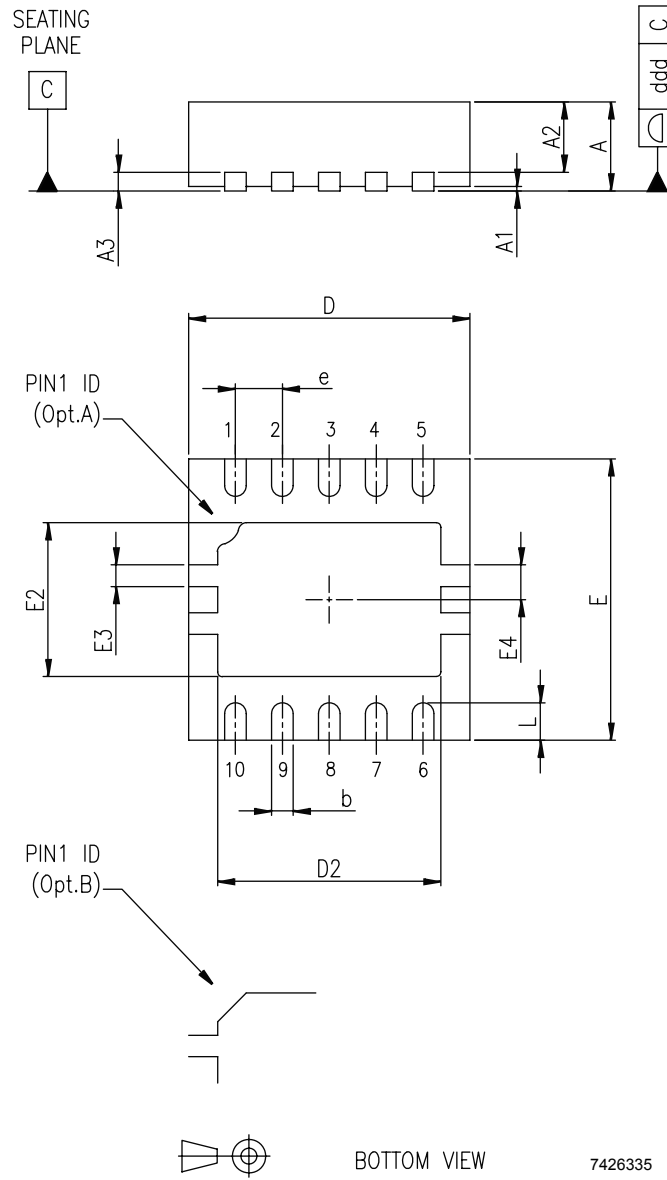 SEATING
PLANE
C
C
ddd
A2
A
A3
A1
D
PIN1 ID
(Opt.A)
e
1 2 3 4 5
E2
E3
E4
E
L
10 9 8 7 6
b
D2
PIN1 ID
(Opt.B)
BOTTOM VIEW
7426335